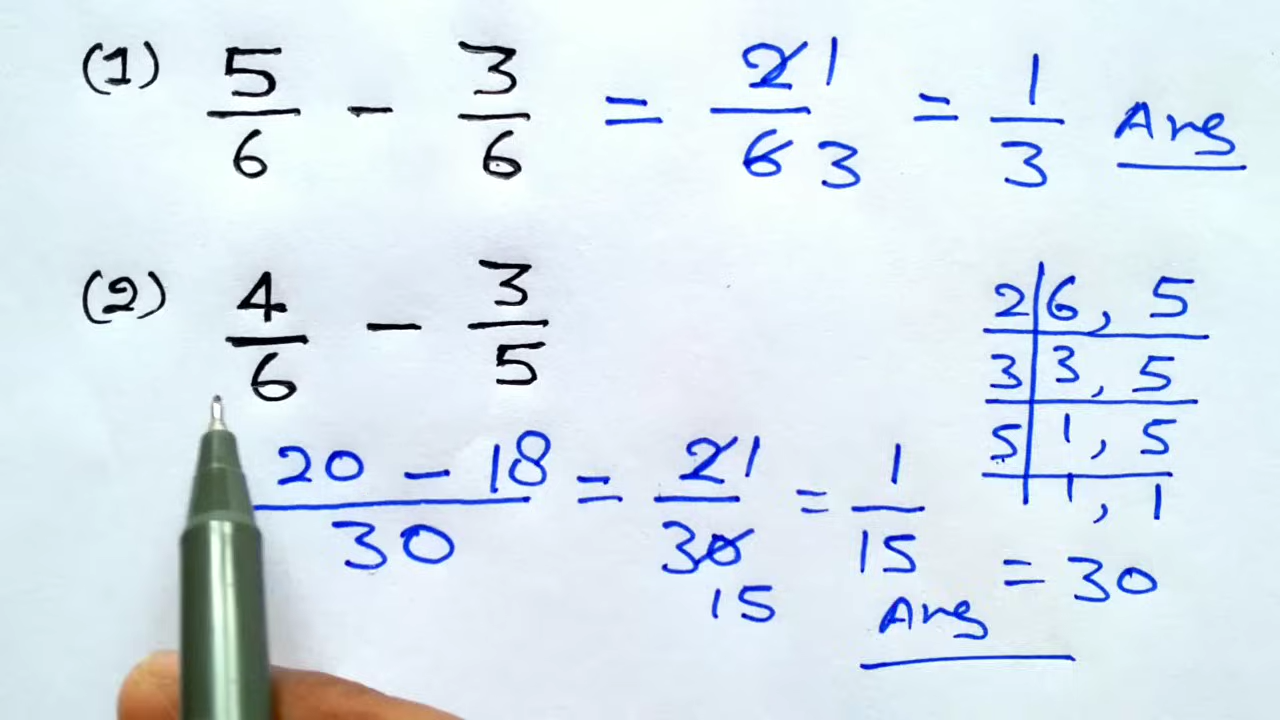 (1) 5/6 - 3/6 = 2̶ 1/6̶ 3 = 1/3 Ans
(2) 4/6 - 3/5
20 - 18/30 = 2̶ 1/3̶0̶ 15 = 1/15 Ans
2 | 6, 5
3 | 3, 5
5 | 1, 5
1, 1
= 30